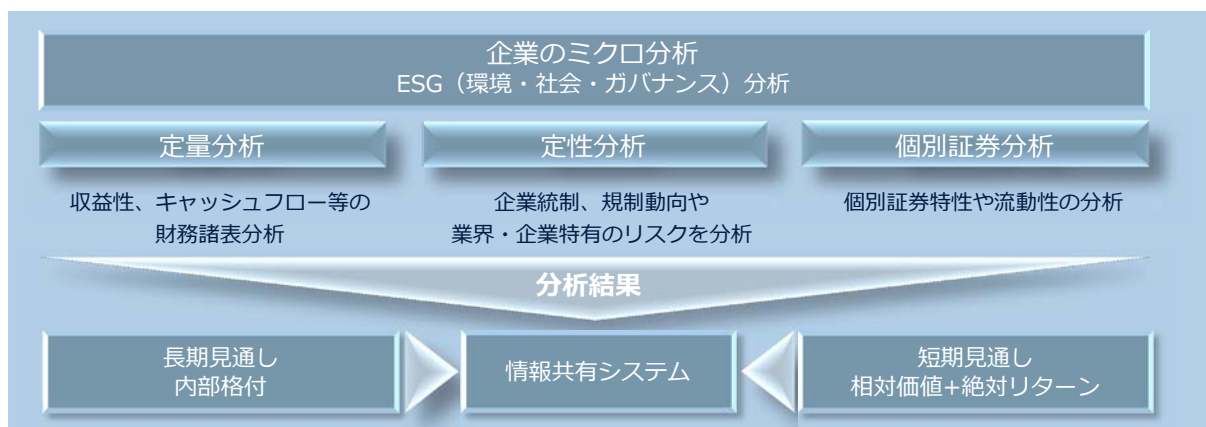 企業のミクロ分析
ESG（環境・社会・ガバナンス）分析
定量分析
定性分析
個別証券分析
収益性、キャッシュフロー等の
財務諸表分析
企業統制、規制動向や
業界・企業特有のリスクを分析
個別証券特性や流動性の分析
分析結果
長期見通し
内部格付
情報共有システム
短期見通し
相対価値+絶対リターン